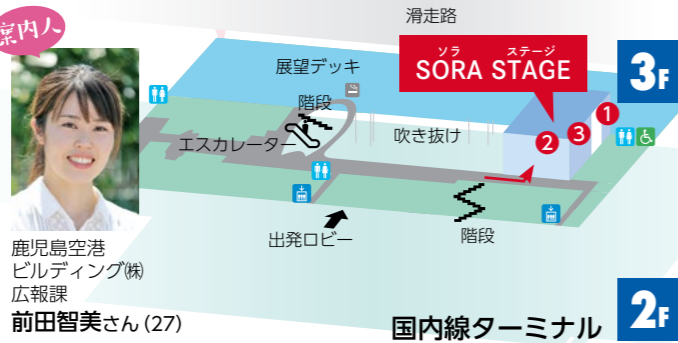 案内人
滑走路
展望デッキ
ソラ ステージ
SORA STAGE
3F
階段
エスカレーター
吹き抜け
1
2
3
出発ロビー
階段
鹿児島空港
ビルディング㈱
広報課
前田智美さん(27)
国内線ターミナル
2F